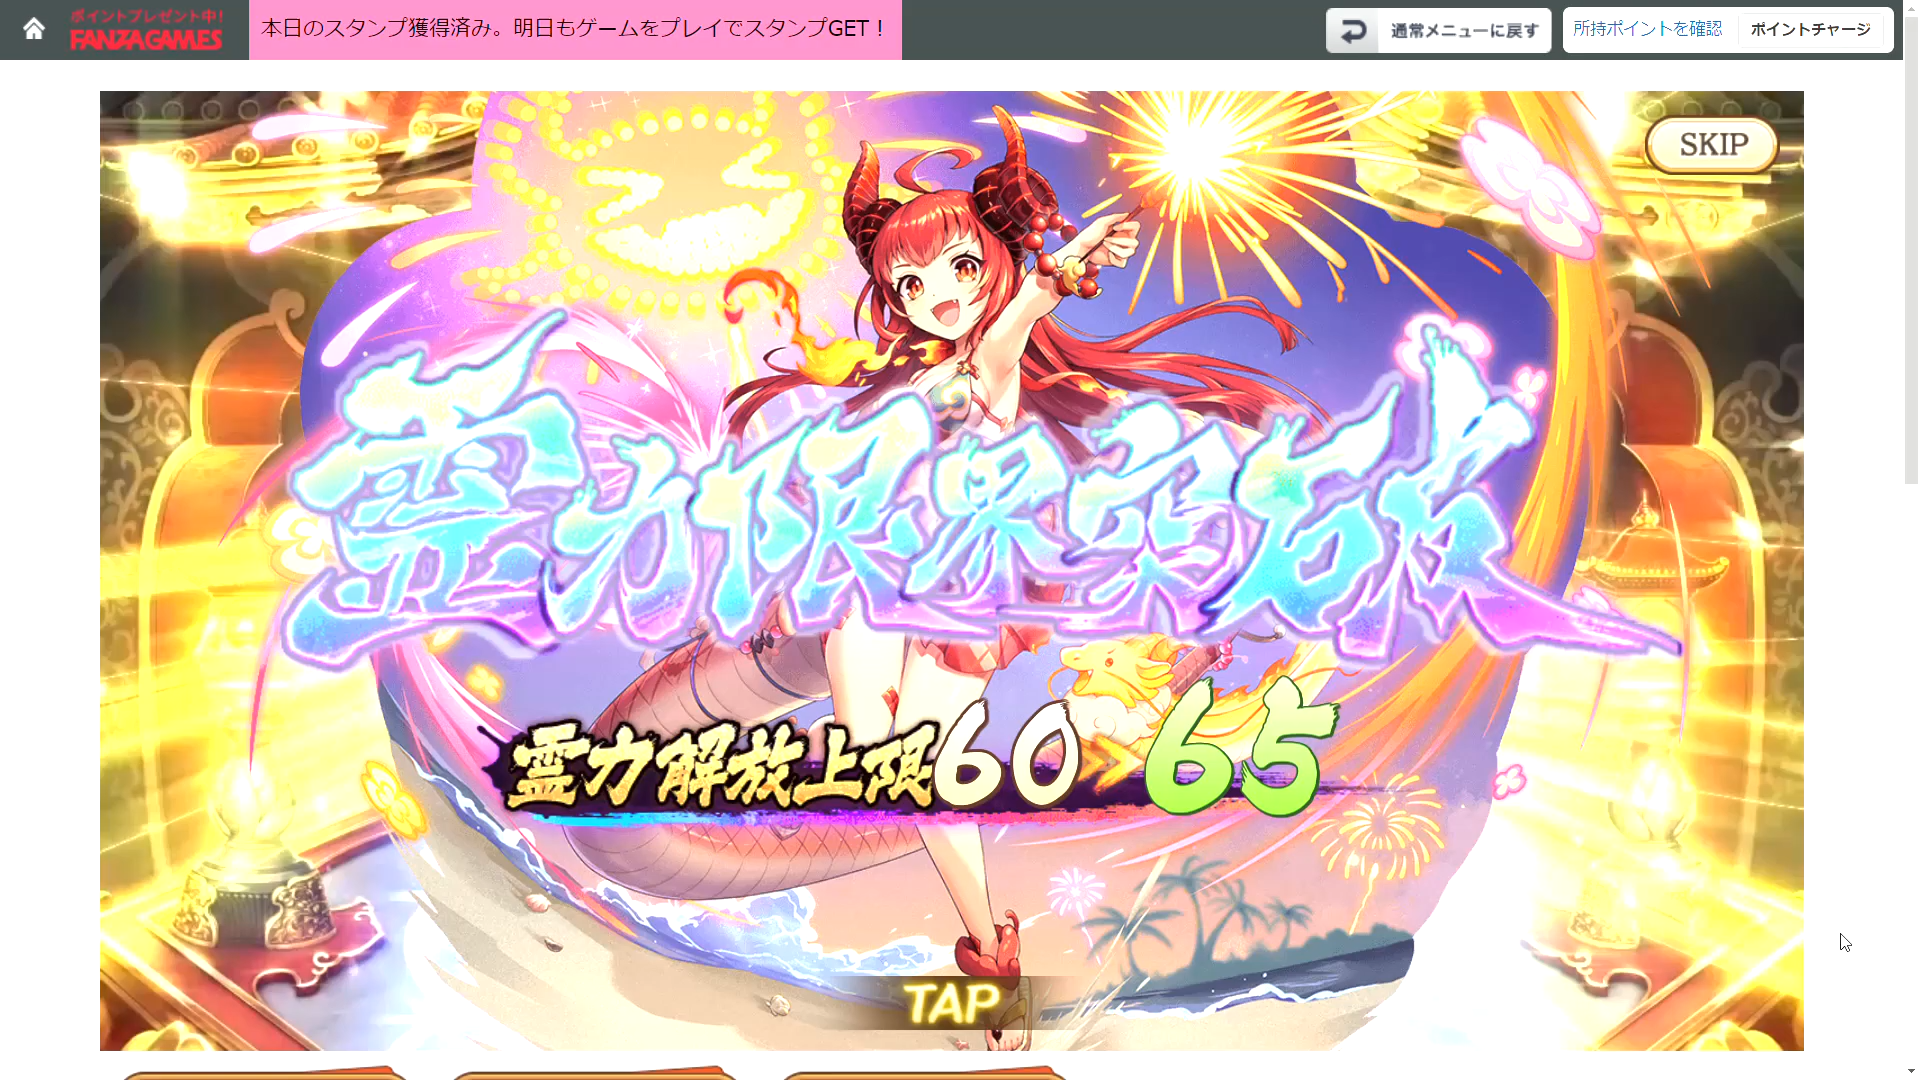 ポイントプレゼント中!
FANZA GAMES
本日のスタンプ獲得済み。明日もゲームをプレイでスタンプGET！
通常メニューに戻す
所持ポイントを確認
ポイントチャージ
SKIP
霊力限界突破
霊力解放上限60 >> 65
TAP